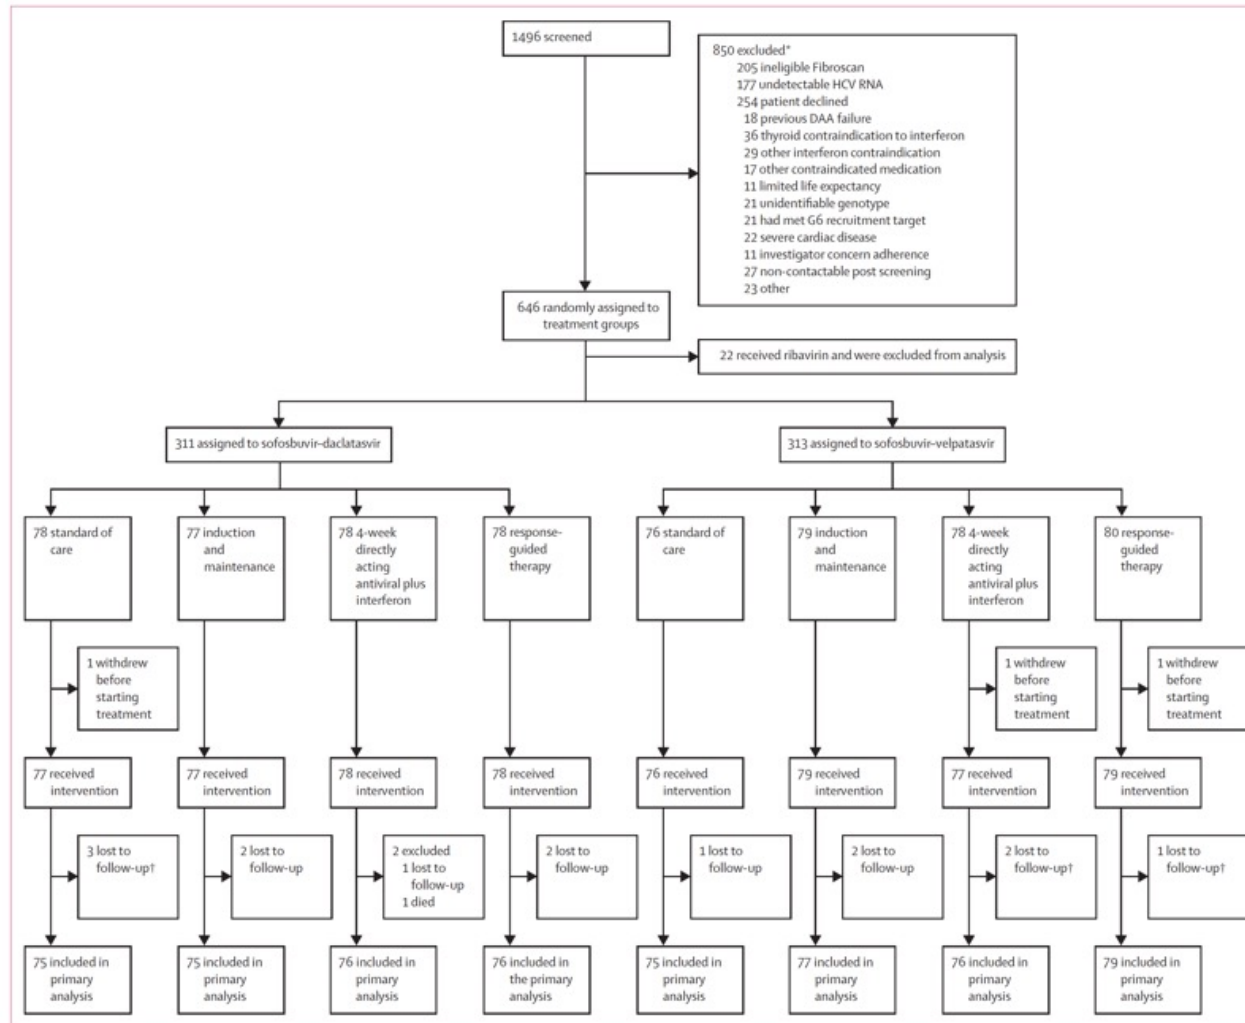 1496 screened
850 excluded*
205 ineligible Fibroscan
177 undetectable HCV RNA
254 patient declined
18 previous DAA failure
36 thyroid contraindication to interferon
29 other interferon contraindication
17 other contraindicated medication
11 limited life expectancy
21 unidentifiable genotype
21 had met G6 recruitment target
22 severe cardiac disease
11 investigator concern adherence
27 non-contactable post screening
23 other
646 randomly assigned to
treatment groups
22 received ribavirin and were excluded from analysis
311 assigned to sofosbuvir–daclatasvir
313 assigned to sofosbuvir–velpatasvir
78 standard of
care
77 induction
and
maintenance
78 4-week
directly
acting
antiviral plus
interferon
78 response-
guided
therapy
76 standard of
care
79 induction
and
maintenance
78 4-week
directly
acting
antiviral plus
interferon
80 response-
guided
therapy
1 withdrew
before
starting
treatment
1 withdrew
before
starting
treatment
1 withdrew
before
starting
treatment
77 received
intervention
77 received
intervention
78 received
intervention
78 received
intervention
76 received
intervention
79 received
intervention
77 received
intervention
79 received
intervention
3 lost to
follow-up†
2 lost to
follow-up
2 excluded
1 lost to
follow-up
1 died
2 lost to
follow-up
1 lost to
follow-up
2 lost to
follow-up
2 lost to
follow-up†
1 lost to
follow-up†
75 included in
primary
analysis
75 included in
primary
analysis
76 included in
primary
analysis
76 included in
the primary
analysis
75 included in
primary
analysis
77 included in
primary
analysis
76 included in
primary
analysis
79 included in
primary
analysis